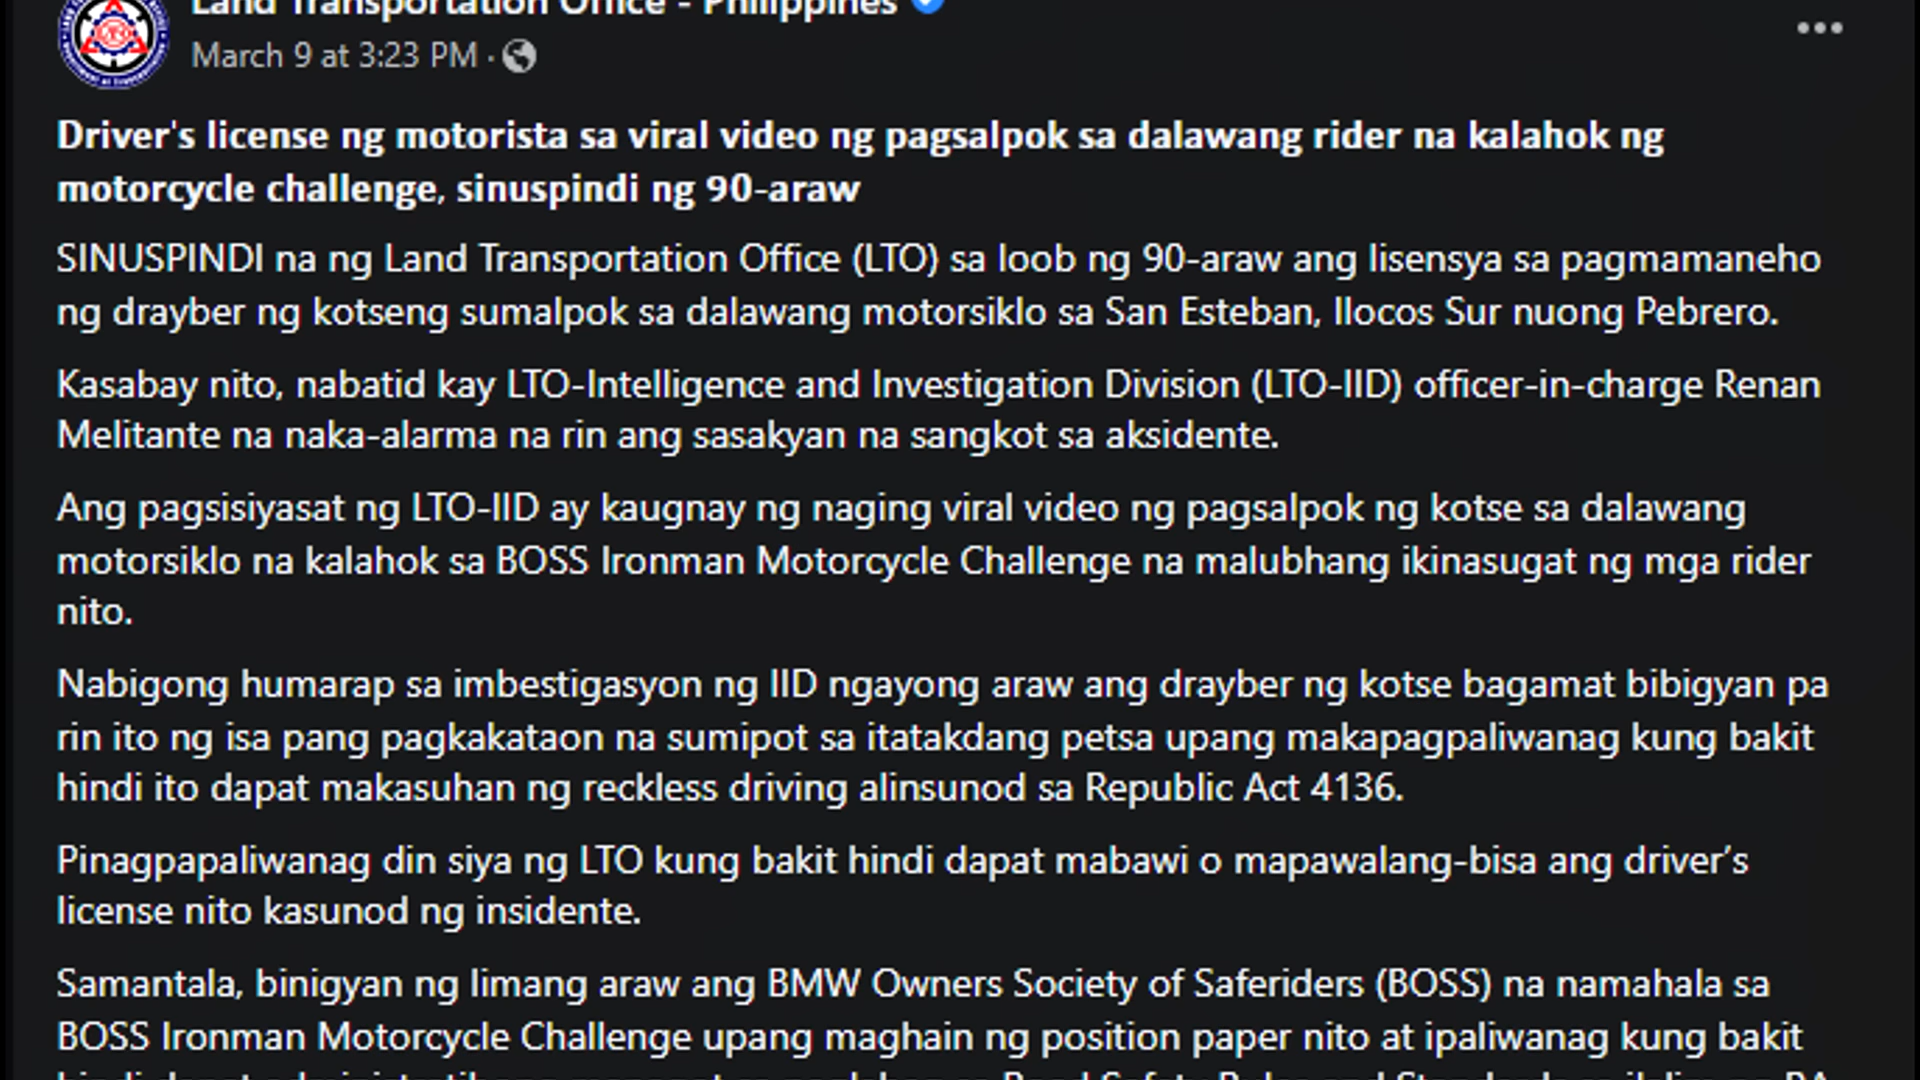 Land Transportation Office - Philippines
March 9 at 3:23 PM ·
Driver's license ng motorista sa viral video ng pagsalpok sa dalawang rider na kalahok ng
motorcycle challenge, sinuspindi ng 90-araw
SINUSPINDI na ng Land Transportation Office (LTO) sa loob ng 90-araw ang lisensya sa pagmamaneho
ng drayber ng kotseng sumalpok sa dalawang motorsiklo sa San Esteban, Ilocos Sur nuong Pebrero.
Kasabay nito, nabatid kay LTO-Intelligence and Investigation Division (LTO-IID) officer-in-charge Renan
Melitante na naka-alarma na rin ang sasakyan na sangkot sa aksidente.
Ang pagsisiyasat ng LTO-IID ay kaugnay ng naging viral video ng pagsalpok ng kotse sa dalawang
motorsiklo na kalahok sa BOSS Ironman Motorcycle Challenge na malubhang ikinasugat ng mga rider
nito.
Nabigong humarap sa imbestigasyon ng IID ngayong araw ang drayber ng kotse bagamat bibigyan pa
rin ito ng isa pang pagkakataon na sumipot sa itatakdang petsa upang makapagpaliwanag kung bakit
hindi ito dapat makasuhan ng reckless driving alinsunod sa Republic Act 4136.
Pinagpapaliwanag din siya ng LTO kung bakit hindi dapat mabawi o mapawalang-bisa ang driver’s
license nito kasunod ng insidente.
Samantala, binigyan ng limang araw ang BMW Owners Society of Saferiders (BOSS) na namahala sa
BOSS Ironman Motorcycle Challenge upang maghain ng position paper nito at ipaliwanag kung bakit